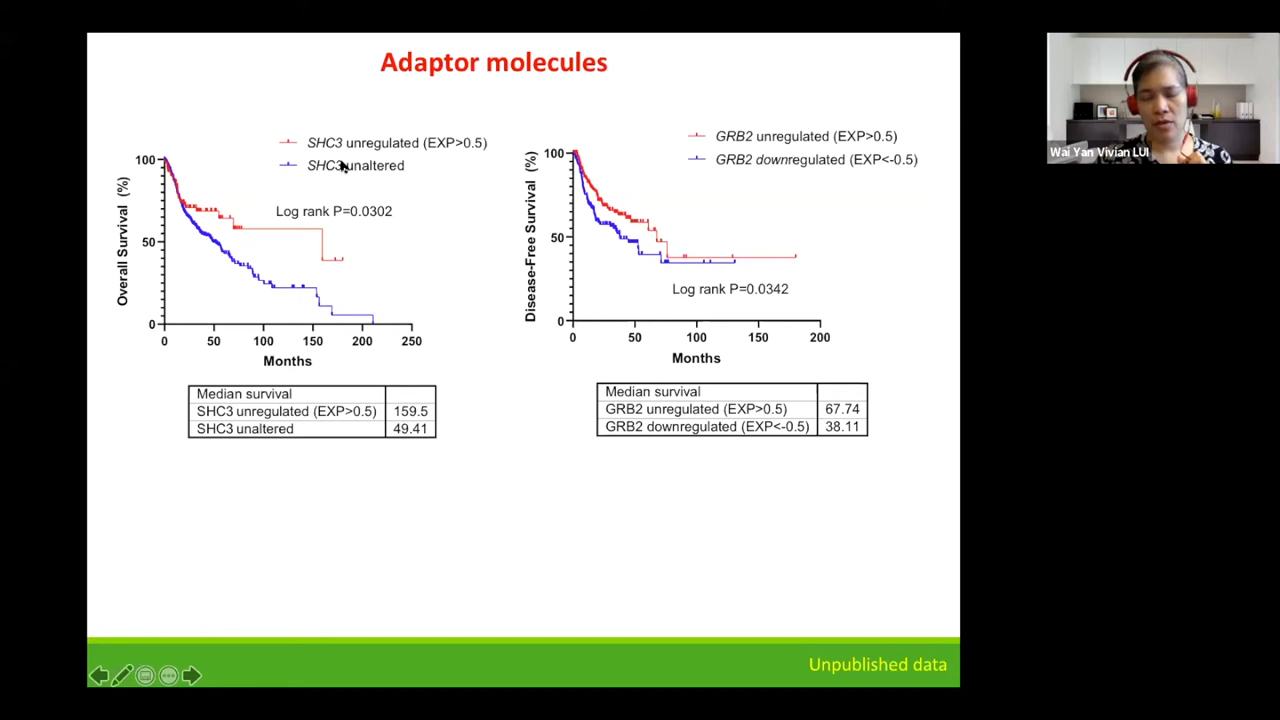 Adaptor molecules
SHC3 unregulated (EXP>0.5)
SHC3 unaltered
Log rank P=0.0302
Overall Survival (%)
100
50
0
0 50 100 150 200 250
Months
Median survival
SHC3 unregulated (EXP>0.5) 159.5
SHC3 unaltered 49.41
GRB2 unregulated (EXP>0.5)
GRB2 downregulated (EXP<-0.5)
Log rank P=0.0342
Disease-Free Survival (%)
100
50
0
0 50 100 150 200
Months
Median survival
GRB2 unregulated (EXP>0.5) 67.74
GRB2 downregulated (EXP<-0.5) 38.11
Unpublished data
Wai Yan Vivian LUI